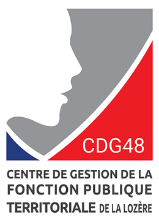 CDG48
CENTRE DE GESTION DE LA
FONCTION PUBLIQUE
TERRITORIALE DE LA LOZÈRE